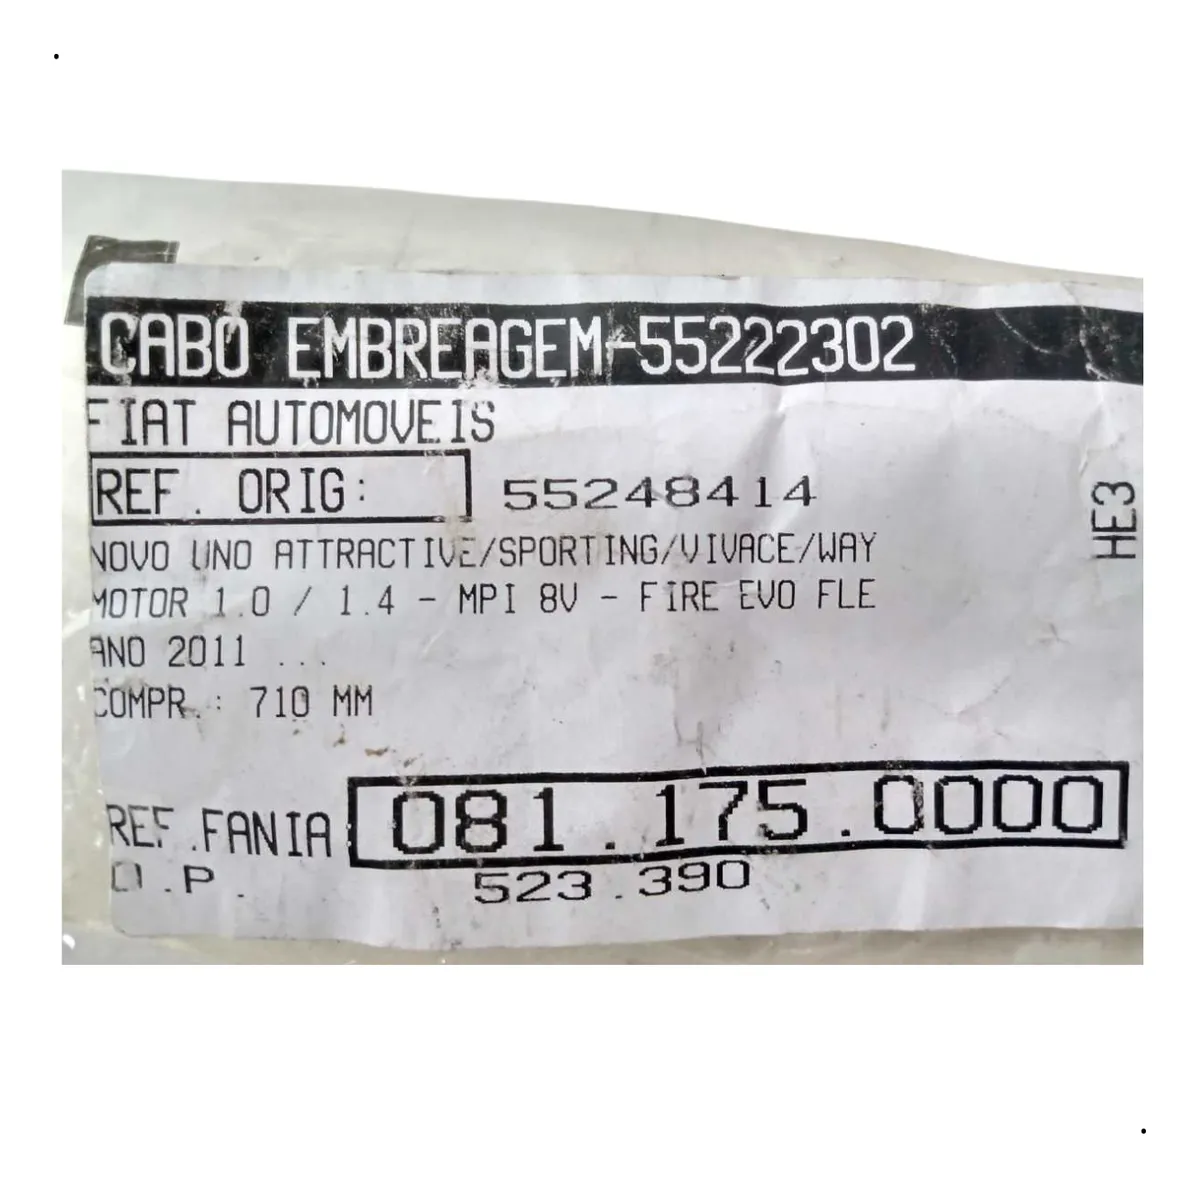 CABO EMBREAGEM-55222302
FIAT AUTOMOVEIS
REF. ORIG: 55248414
HE3
NOVO UNO ATTRACTIVE/SPORTING/VIVACE/WAY
MOTOR 1.0 / 1.4 - MPI 8V - FIRE EVO FLE
ANO 2011 ...
COMPR.: 710 MM
REF.FANIA 081.175.0000
O.P. 523.390